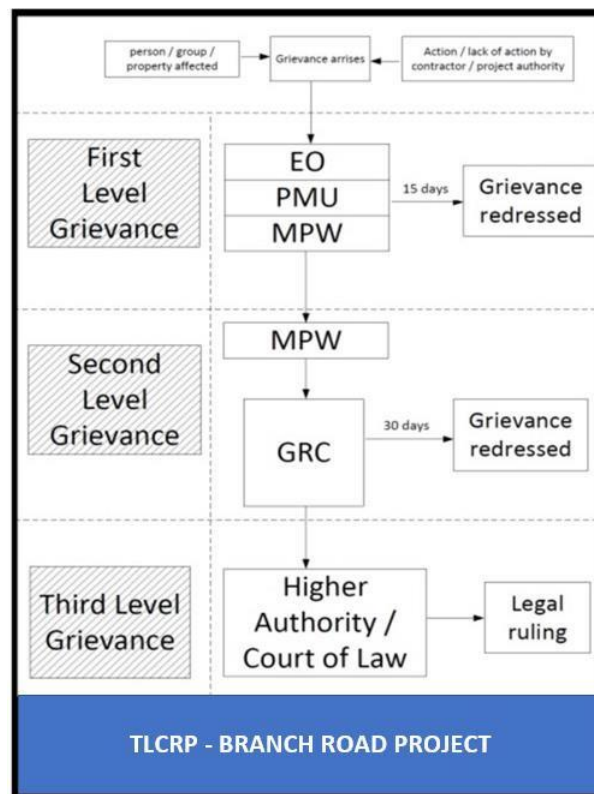 person / group /
property affected
Grievance arrises
Action / lack of action by
contractor / project authority
First
Level
Grievance
EO
PMU
MPW
15 days
Grievance
redressed
MPW
Second
Level
Grievance
GRC
30 days
Grievance
redressed
Third Level
Grievance
Higher
Authority /
Court of Law
Legal
ruling
TLCRP - BRANCH ROAD PROJECT